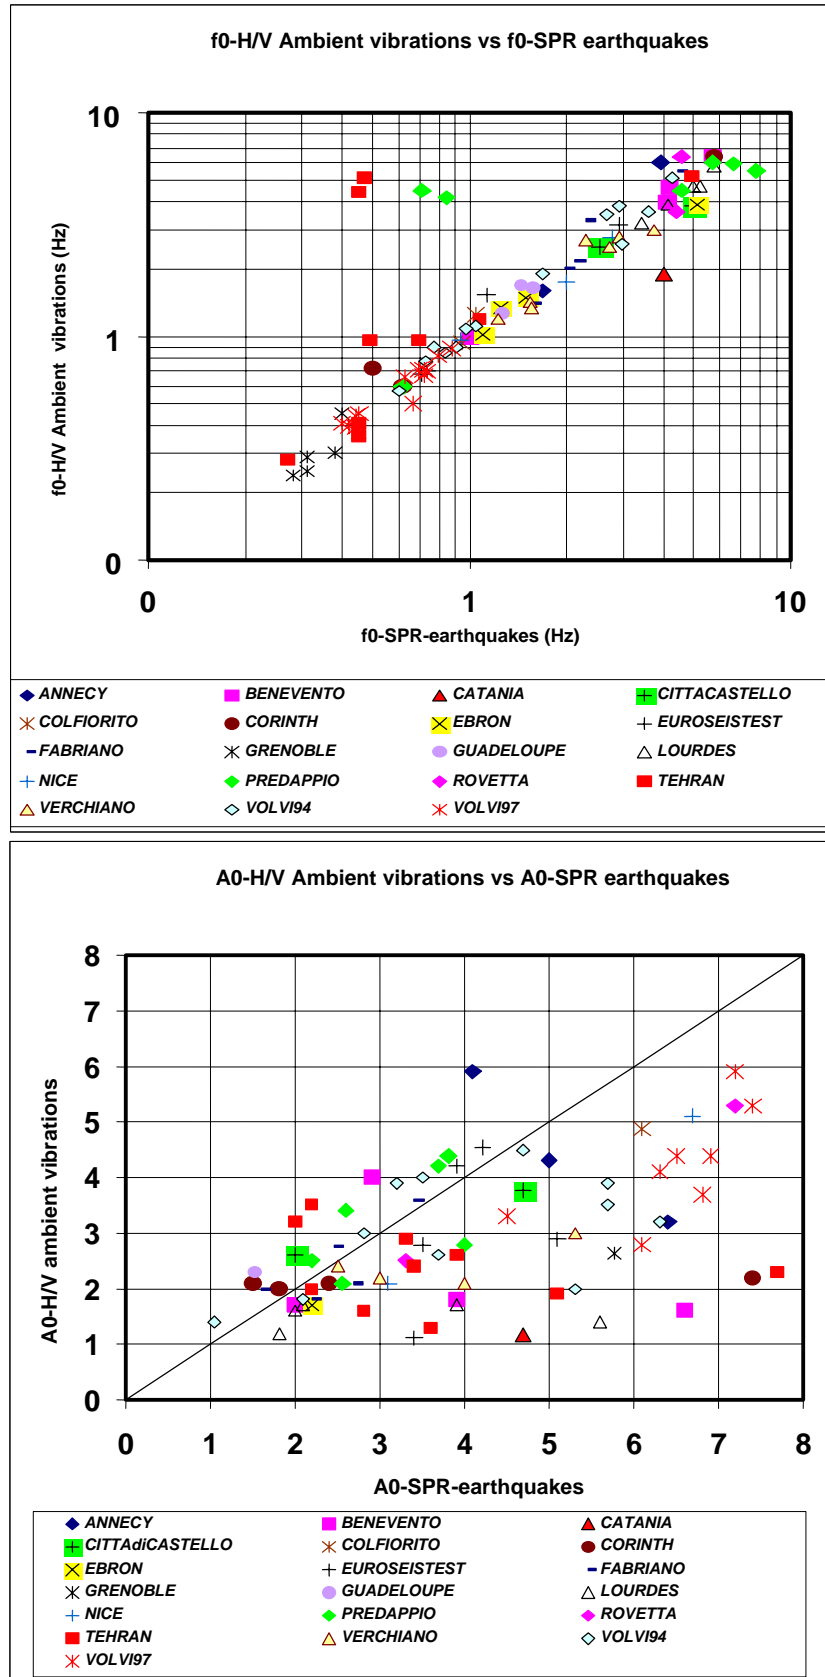 f0-H/V Ambient vibrations vs f0-SPR earthquakes
10
1
0
f0-H/V Ambient vibrations (Hz)
0 1 10
f0-SPR-earthquakes (Hz)
ANNECY BENEVENTO CATANIA CITTACASTELLO
COLFIORITO CORINTH EBRON EUROSEISTEST
FABRIANO GRENOBLE GUADELOUPE LOURDES
NICE PREDAPPIO ROVETTA TEHRAN
VERCHIANO VOLVI94 VOLVI97
A0-H/V Ambient vibrations vs A0-SPR earthquakes
8
7
6
5
4
3
2
1
0
A0-H/V ambient vibrations
0 1 2 3 4 5 6 7 8
A0-SPR-earthquakes
ANNECY BENEVENTO CATANIA
CITTAdiCASTELLO COLFIORITO CORINTH
EBRON EUROSEISTEST FABRIANO
GRENOBLE GUADELOUPE LOURDES
NICE PREDAPPIO ROVETTA
TEHRAN VERCHIANO VOLVI94
VOLVI97